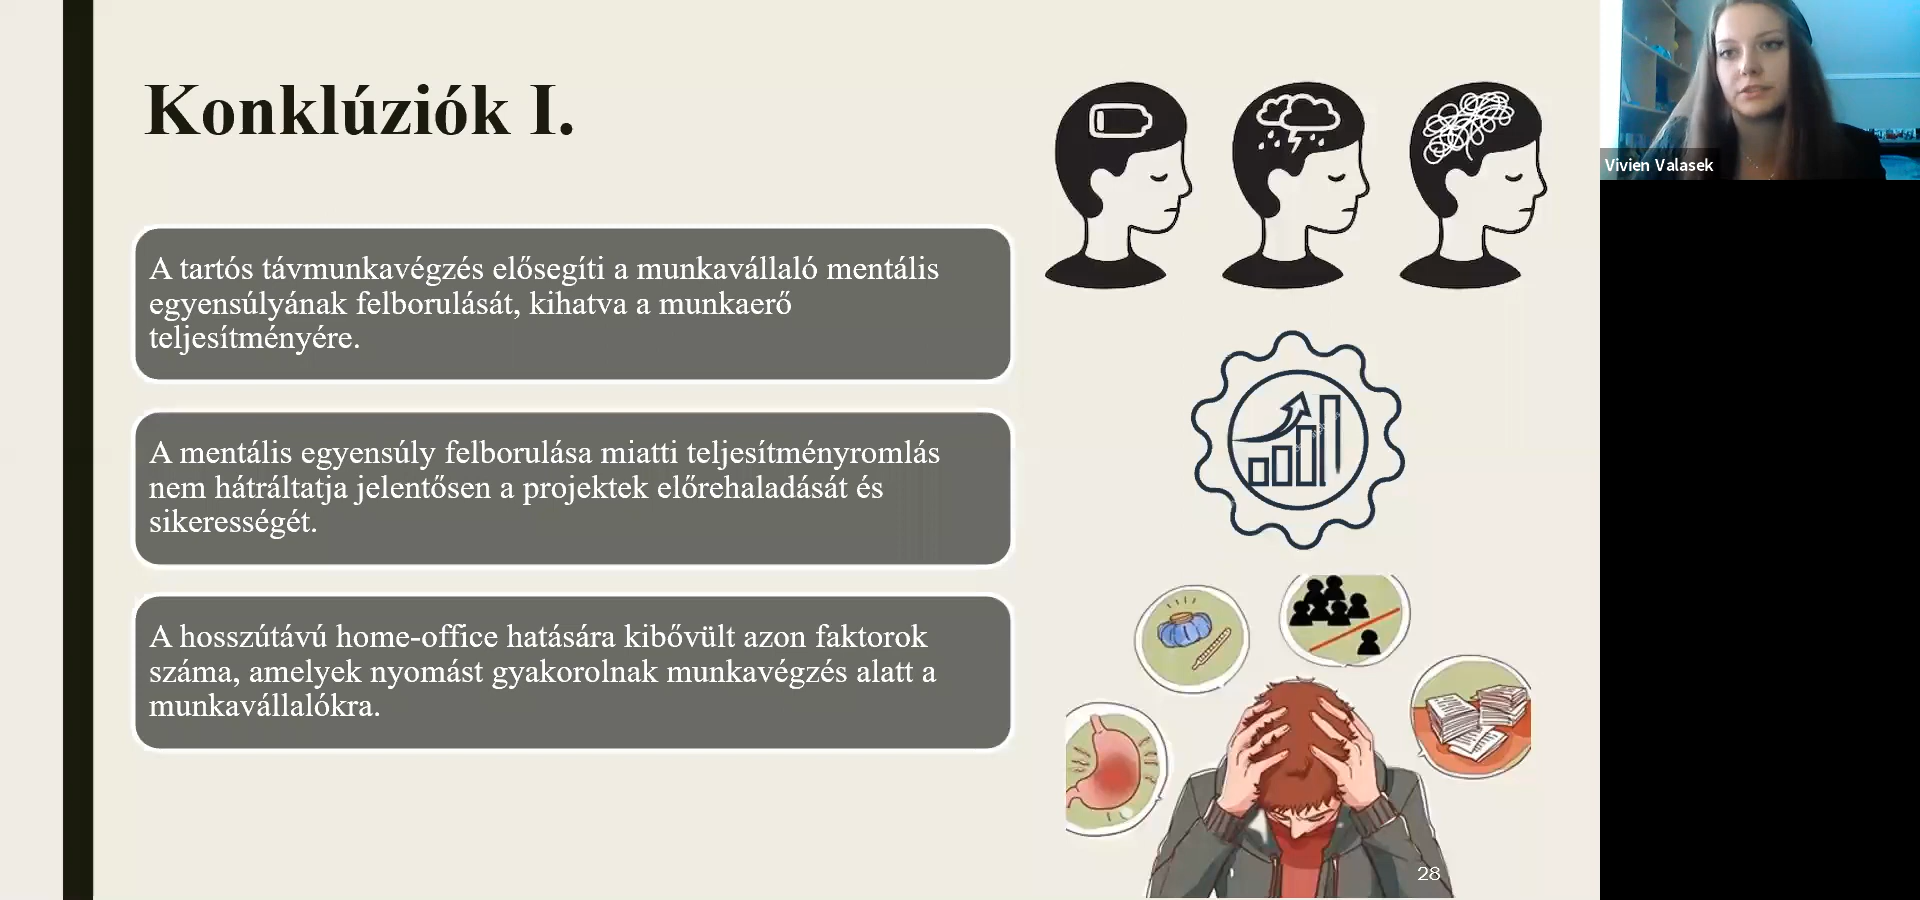 Konklúziók I.
A tartós távmunkavégzés elősegíti a munkavállaló mentális
egyensúlyának felborulását, kihatva a munkaerő
teljesítményére.
A mentális egyensúly felborulása miatti teljesítményromlás
nem hátráltatja jelentősen a projektek előrehaladását és
sikerességét.
A hosszútávú home-office hatására kibővült azon faktorok
száma, amelyek nyomást gyakorolnak munkavégzés alatt a
munkavállalókra.
28
Vivien Valasek